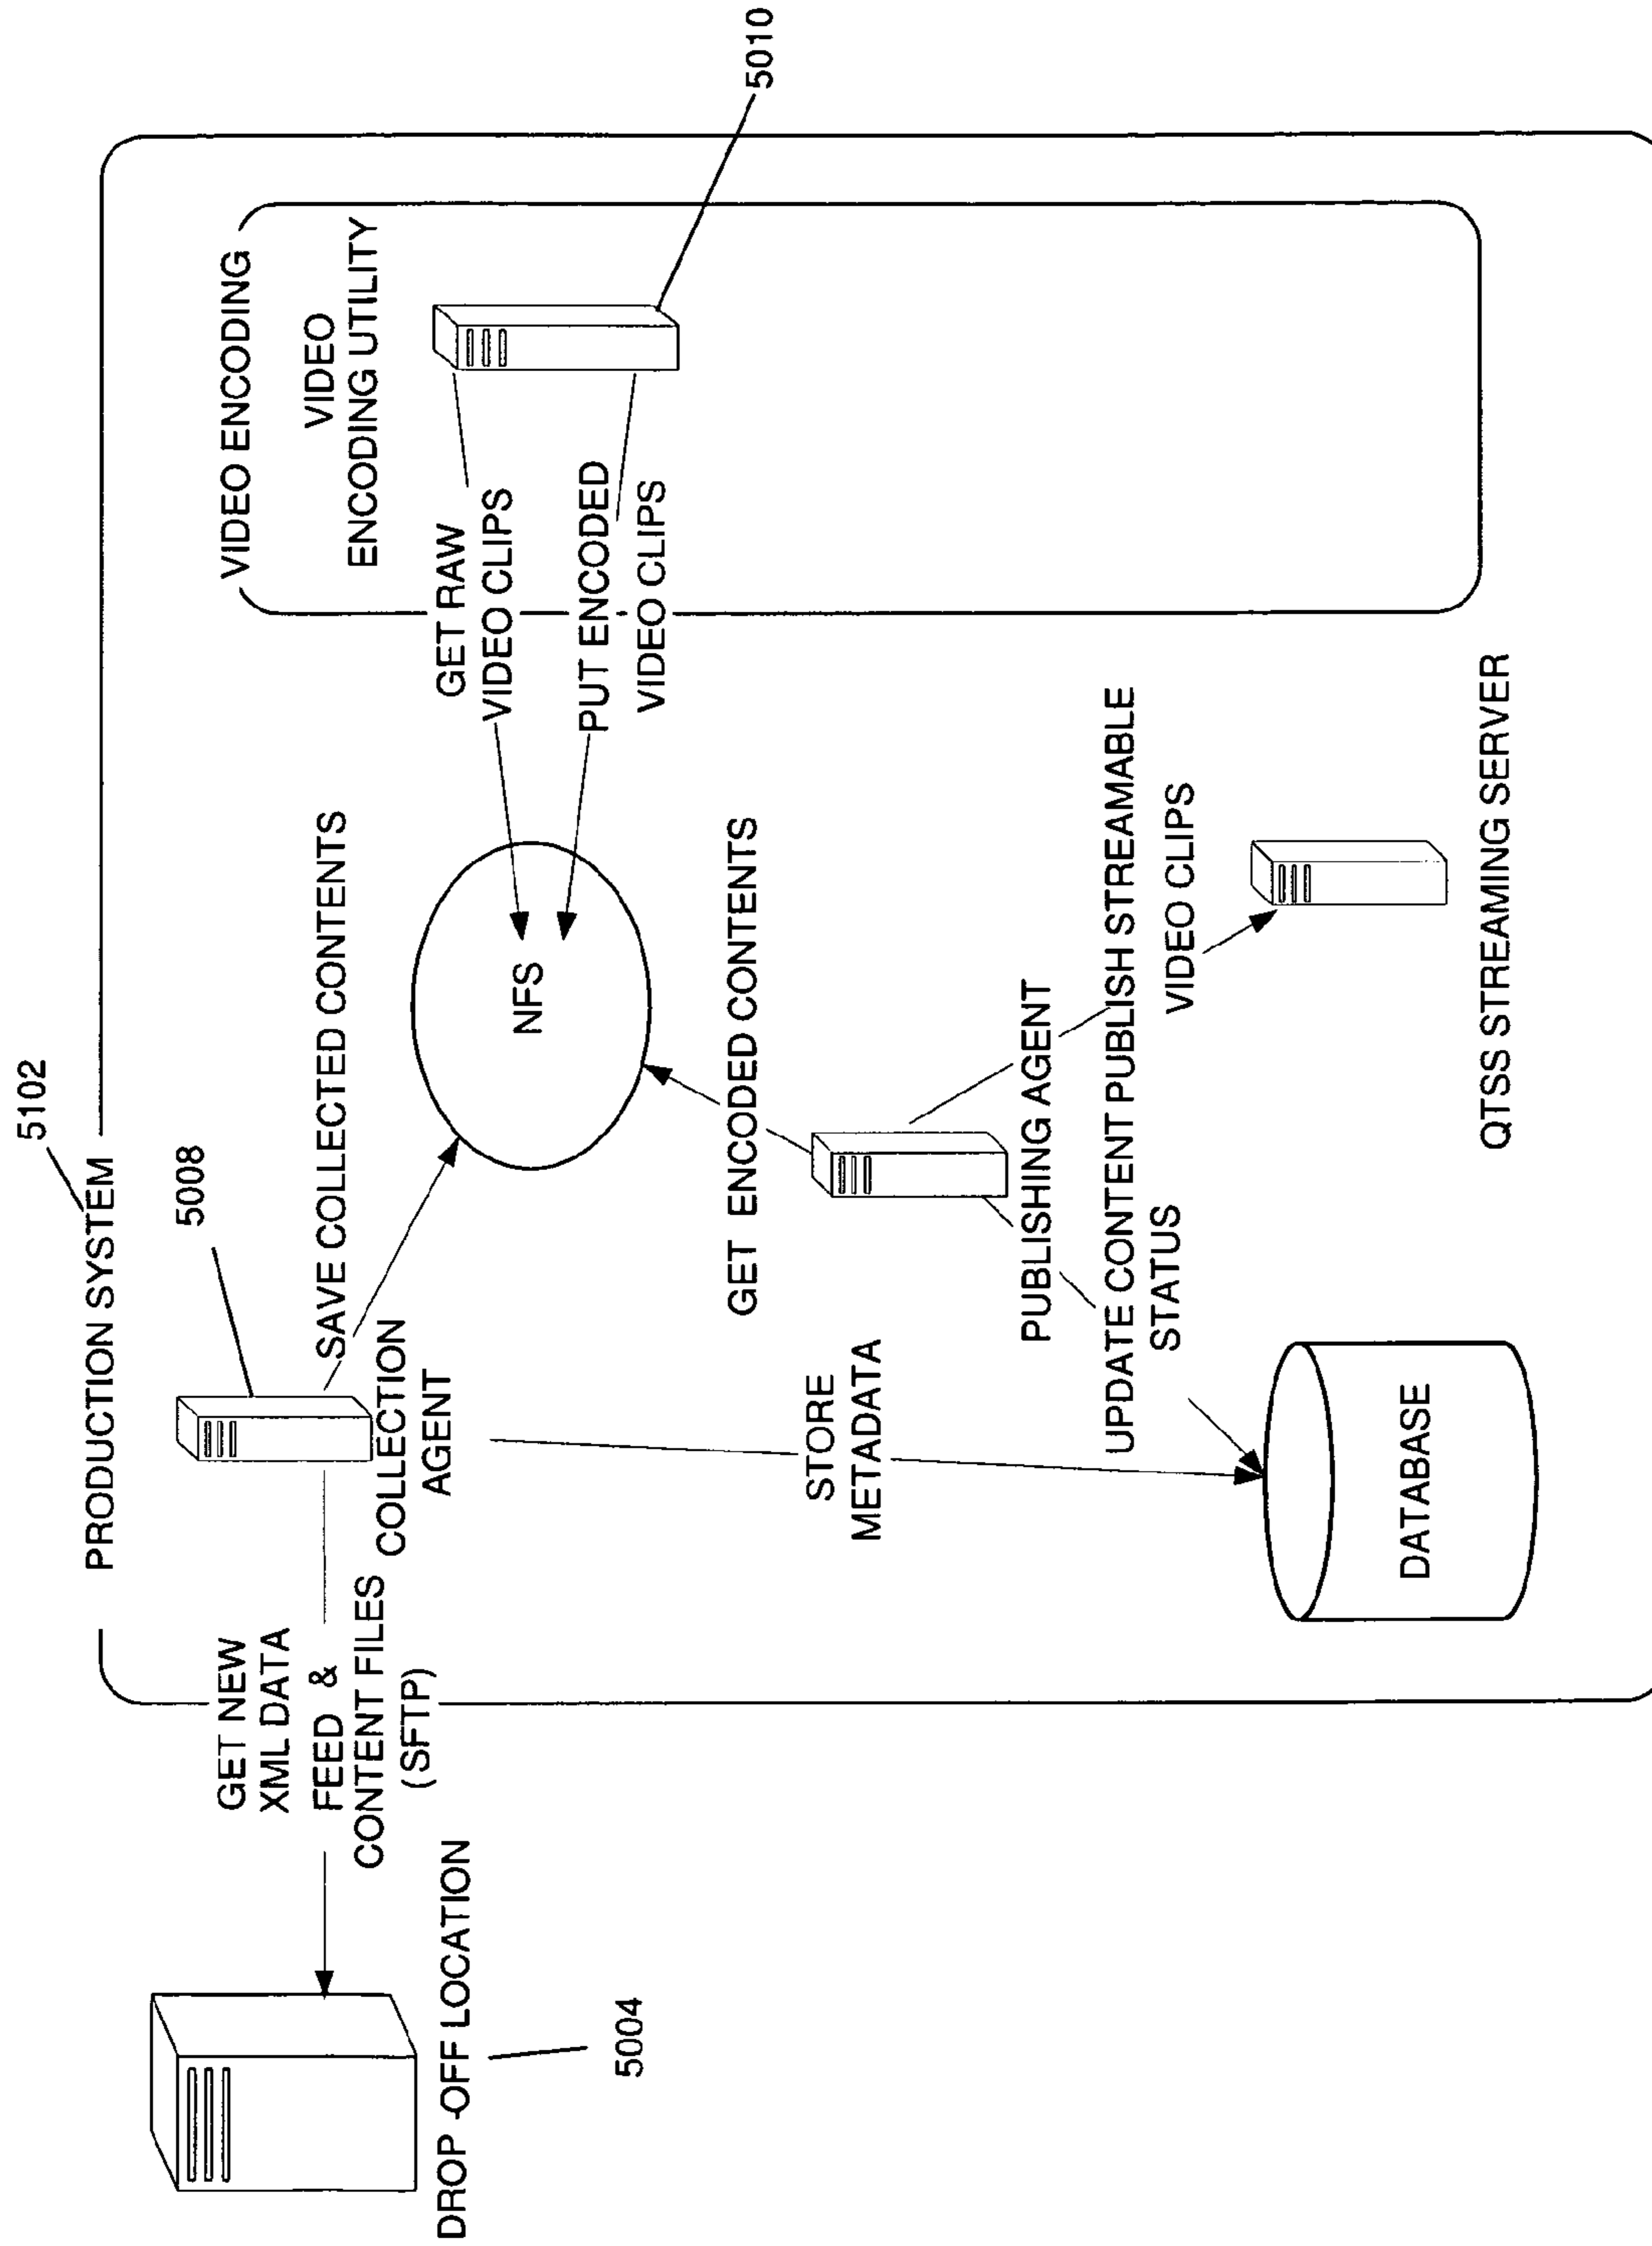 5102
PRODUCTION SYSTEM
5008
GET NEW
XML DATA
FEED &
CONTENT FILES
(SFTP)
DROP -OFF LOCATION
5004
COLLECTION
AGENT
SAVE COLLECTED CONTENTS
NFS
VIDEO ENCODING
VIDEO
ENCODING UTILITY
GET RAW
VIDEO CLIPS
PUT ENCODED
VIDEO CLIPS
5010
GET ENCODED CONTENTS
STORE
METADATA
PUBLISHING AGENT
UPDATE CONTENT PUBLISH STREAMABLE
STATUS
VIDEO CLIPS
DATABASE
QTSS STREAMING SERVER